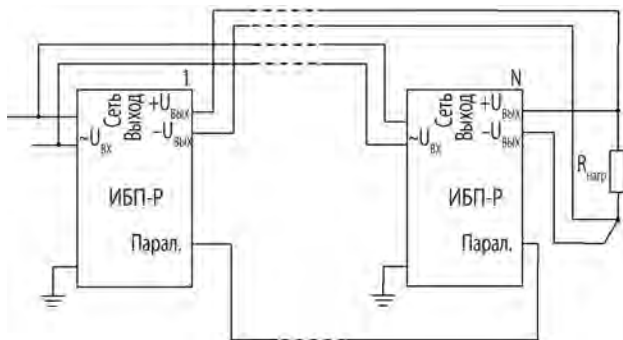 1
Сеть
Выход
+Uвых
−Uвых
~Uвх
ИБП-Р
Парал.
N
Сеть
Выход
+Uвых
−Uвых
~Uвх
ИБП-Р
Парал.
Rнагр